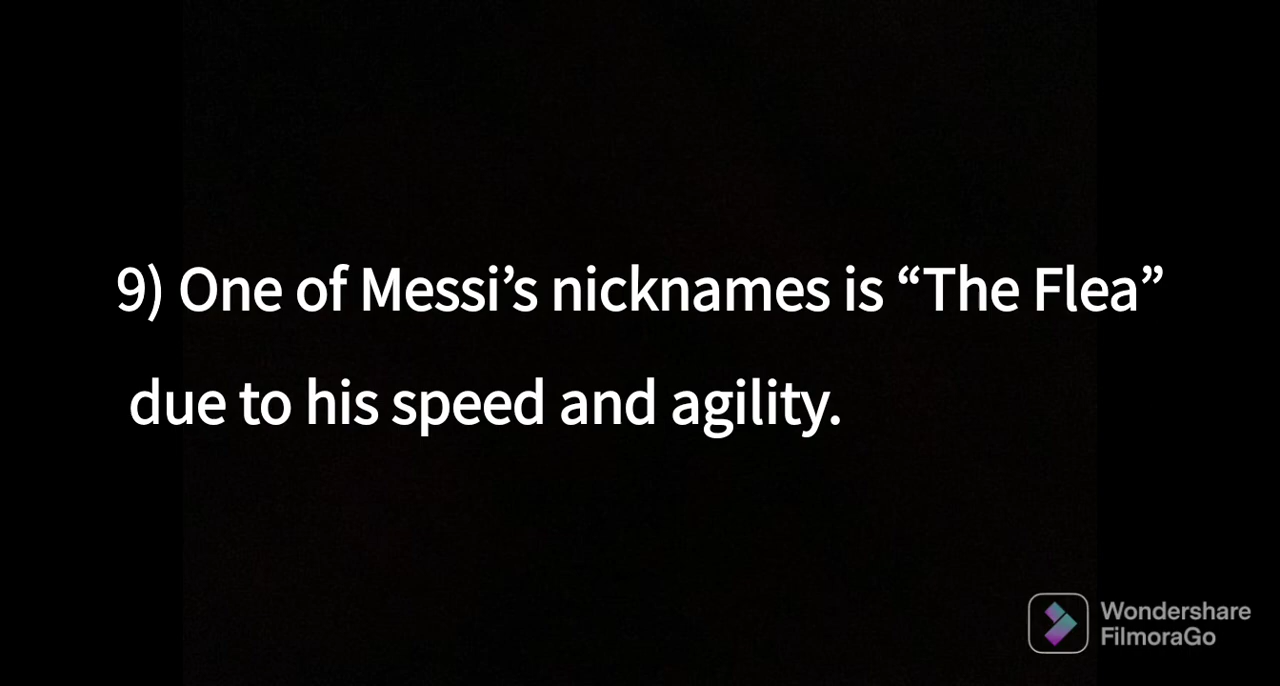 9) One of Messi’s nicknames is “The Flea”
due to his speed and agility.
Wondershare
FilmoraGo